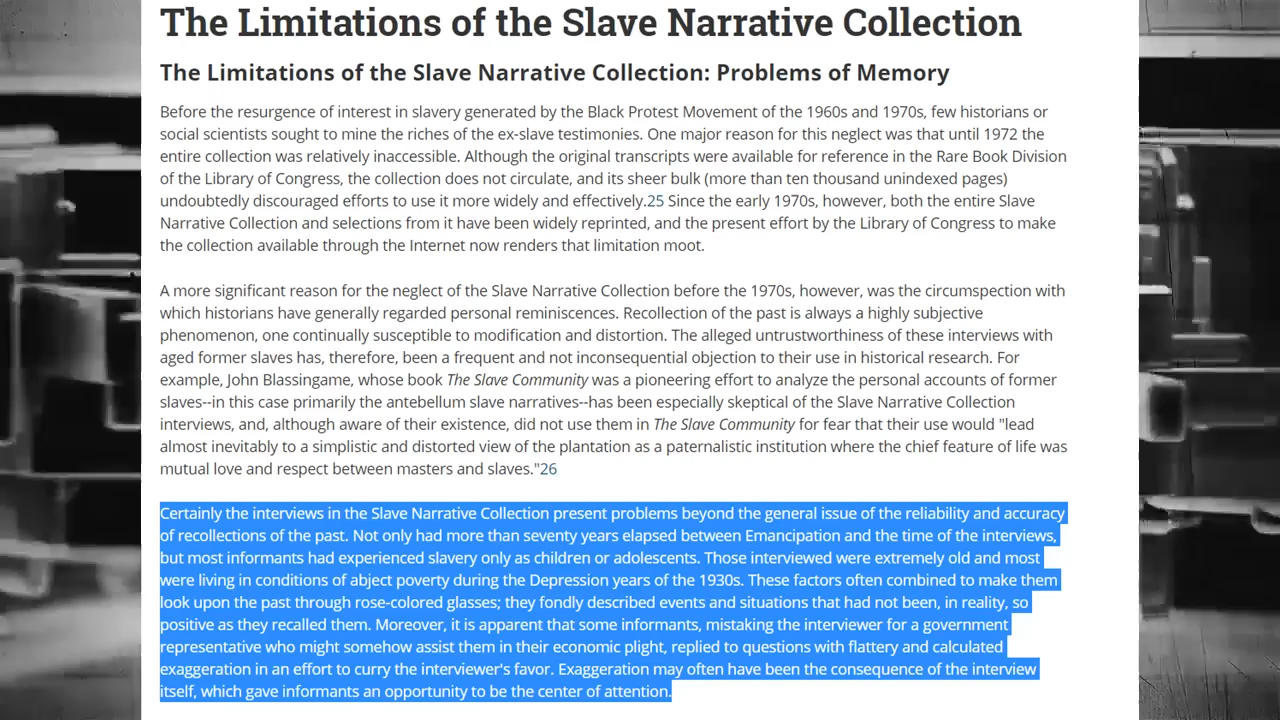 The Limitations of the Slave Narrative Collection
The Limitations of the Slave Narrative Collection: Problems of Memory
Before the resurgence of interest in slavery generated by the Black Protest Movement of the 1960s and 1970s, few historians or
social scientists sought to mine the riches of the ex-slave testimonies. One major reason for this neglect was that until 1972 the
entire collection was relatively inaccessible. Although the original transcripts were available for reference in the Rare Book Division
of the Library of Congress, the collection does not circulate, and its sheer bulk (more than ten thousand unindexed pages)
undoubtedly discouraged efforts to use it more widely and effectively.25 Since the early 1970s, however, both the entire Slave
Narrative Collection and selections from it have been widely reprinted, and the present effort by the Library of Congress to make
the collection available through the Internet now renders that limitation moot.
A more significant reason for the neglect of the Slave Narrative Collection before the 1970s, however, was the circumspection with
which historians have generally regarded personal reminiscences. Recollection of the past is always a highly subjective
phenomenon, one continually susceptible to modification and distortion. The alleged untrustworthiness of these interviews with
aged former slaves has, therefore, been a frequent and not inconsequential objection to their use in historical research. For
example, John Blassingame, whose book The Slave Community was a pioneering effort to analyze the personal accounts of former
slaves--in this case primarily the antebellum slave narratives--has been especially skeptical of the Slave Narrative Collection
interviews, and, although aware of their existence, did not use them in The Slave Community for fear that their use would "lead
almost inevitably to a simplistic and distorted view of the plantation as a paternalistic institution where the chief feature of life was
mutual love and respect between masters and slaves."26
Certainly the interviews in the Slave Narrative Collection present problems beyond the general issue of the reliability and accuracy
of recollections of the past. Not only had more than seventy years elapsed between Emancipation and the time of the interviews,
but most informants had experienced slavery only as children or adolescents. Those interviewed were extremely old and most
were living in conditions of abject poverty during the Depression years of the 1930s. These factors often combined to make them
look upon the past through rose-colored glasses; they fondly described events and situations that had not been, in reality, so
positive as they recalled them. Moreover, it is apparent that some informants, mistaking the interviewer for a government
representative who might somehow assist them in their economic plight, replied to questions with flattery and calculated
exaggeration in an effort to curry the interviewer's favor. Exaggeration may often have been the consequence of the interview
itself, which gave informants an opportunity to be the center of attention.